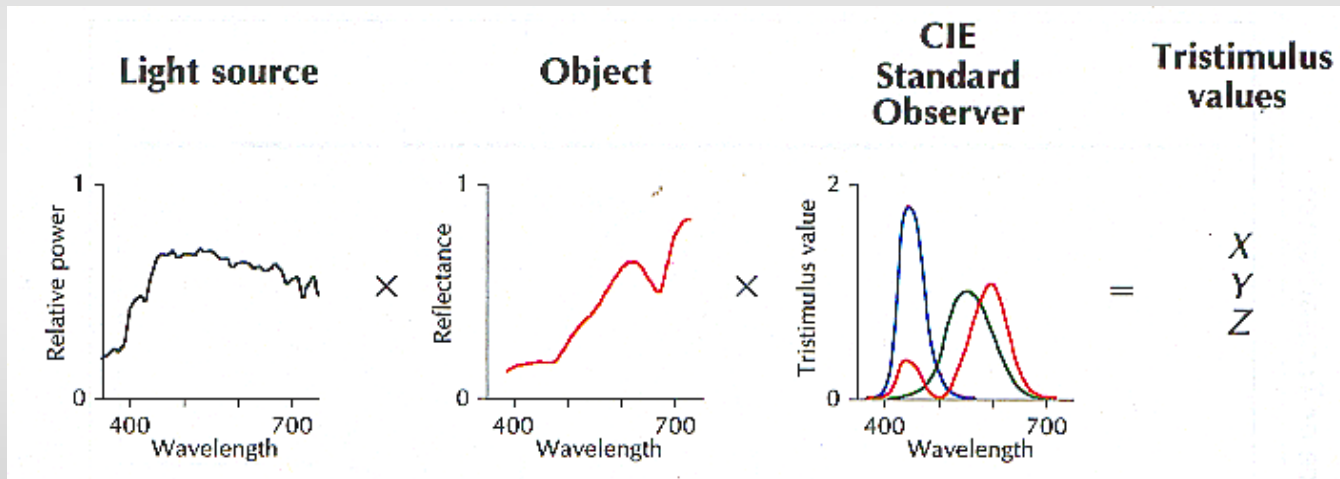 Light source
Object
CIE
Standard
Observer
Tristimulus
values
1
Relative power
0
400
700
Wavelength
×
1
Reflectance
0
400
700
Wavelength
×
2
Tristimulus value
1
0
400
700
Wavelength
=
X
Y
Z